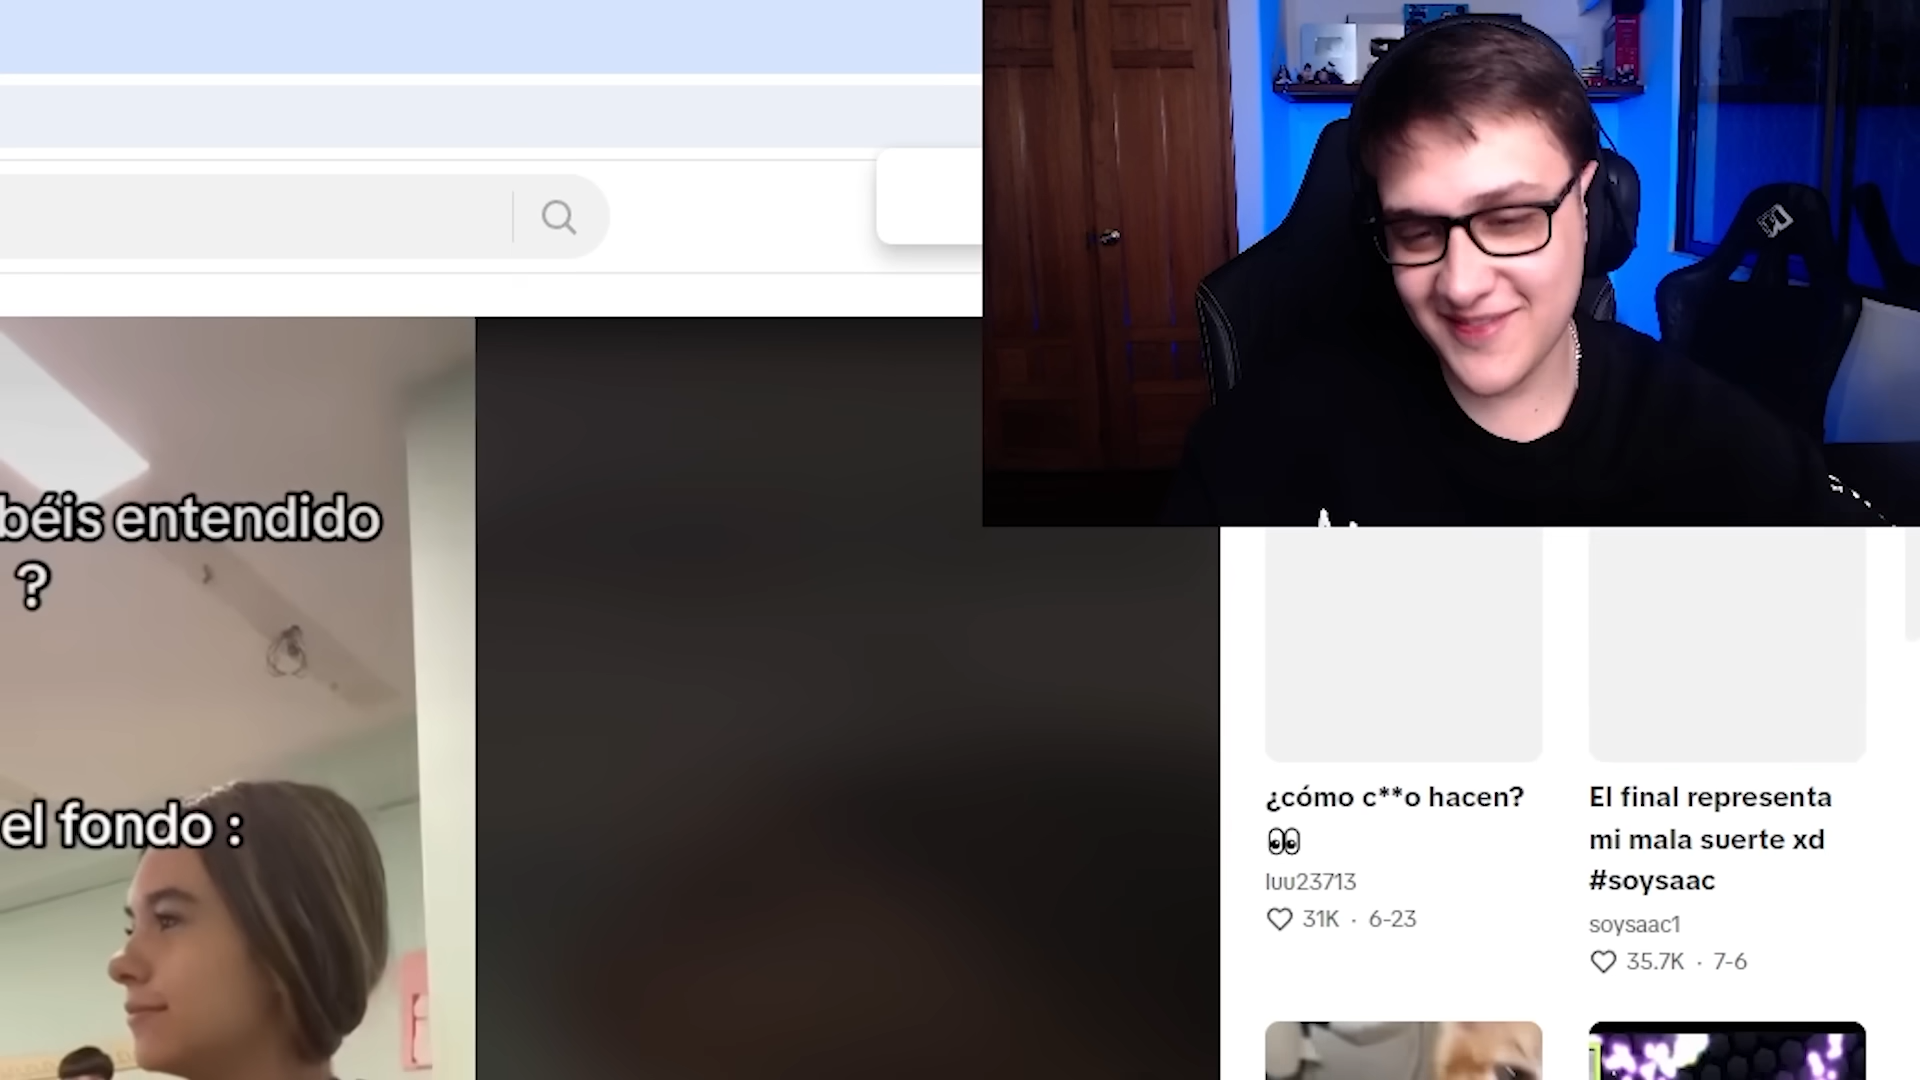 béis entendido
?
el fondo :
¿cómo c**o hacen?
👀
luu23713
31K · 6-23
El final representa
mi mala suerte xd
#soysaac
soysaac1
35.7K · 7-6